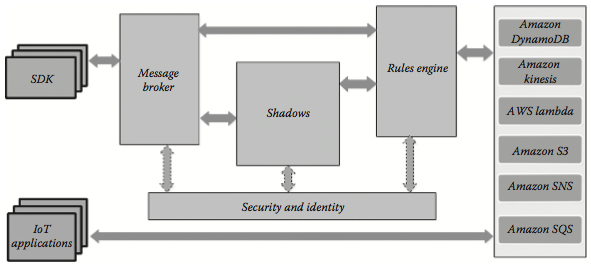 SDK
Message
broker
Shadows
Rules engine
Amazon
DynamoDB
Amazon
kinesis
AWS lambda
Amazon S3
Amazon SNS
Amazon SQS
Security and identity
IoT
applications